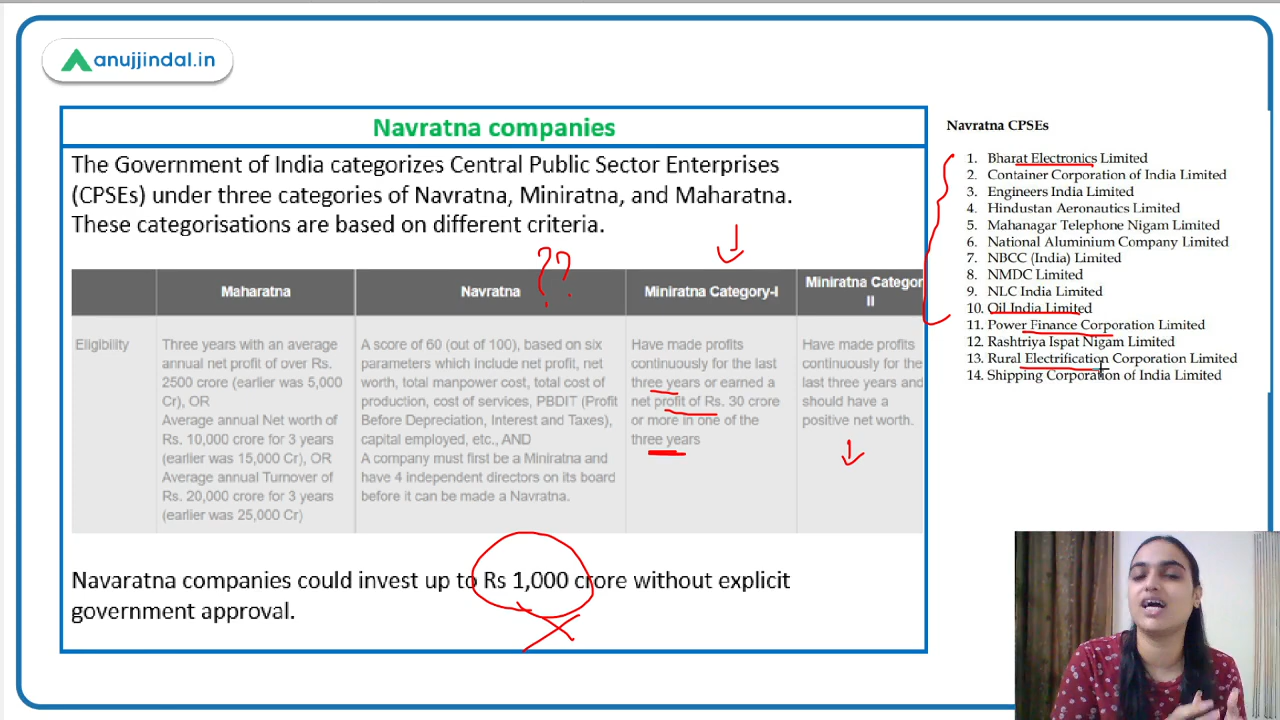 anujjindal.in
Navratna companies
The Government of India categorizes Central Public Sector Enterprises
(CPSEs) under three categories of Navratna, Miniratna, and Maharatna.
These categorisations are based on different criteria.
??
Maharatna
Navratna
Miniratna Category-I
Miniratna Categor
II
Eligibility
Three years with an average
annual net profit of over Rs.
2500 crore (earlier was 5,000
Cr), OR
Average annual Net worth of
Rs. 10,000 crore for 3 years
(earlier was 15,000 Cr), OR
Average annual Turnover of
Rs. 20,000 crore for 3 years
(earlier was 25,000 Cr)
A score of 60 (out of 100), based on six
parameters which include net profit, net
worth, total manpower cost, total cost of
production, cost of services, PBDIT (Profit
Before Depreciation, Interest and Taxes),
capital employed, etc., AND
A company must first be a Miniratna and
have 4 independent directors on its board
before it can be made a Navratna.
Have made profits
continuously for the last
three years or earned a
net profit of Rs. 30 crore
or more in one of the
three years
Have made profits
continuously for the
last three years and
should have a
positive net worth.
Navaratna companies could invest up to Rs 1,000 crore without explicit
government approval.
Navratna CPSEs
1. Bharat Electronics Limited
2. Container Corporation of India Limited
3. Engineers India Limited
4. Hindustan Aeronautics Limited
5. Mahanagar Telephone Nigam Limited
6. National Aluminium Company Limited
7. NBCC (India) Limited
8. NMDC Limited
9. NLC India Limited
10. Oil India Limited
11. Power Finance Corporation Limited
12. Rashtriya Ispat Nigam Limited
13. Rural Electrification Corporation Limited
14. Shipping Corporation of India Limited